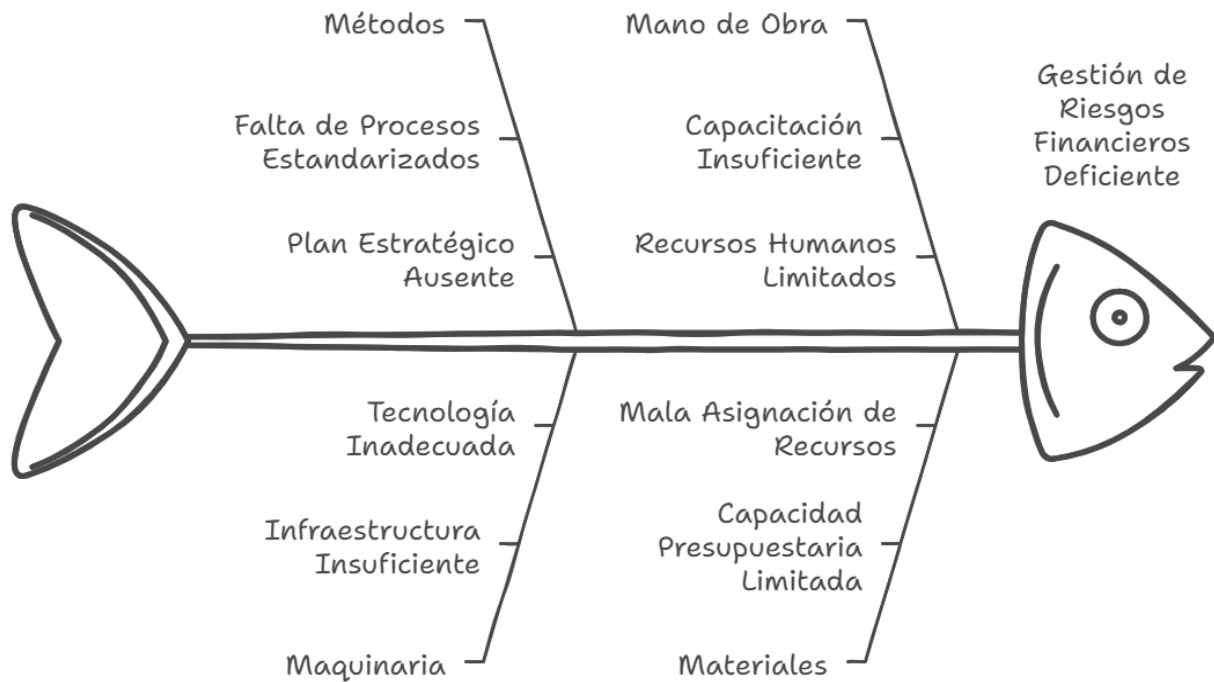 Métodos
Falta de Procesos
Estandarizados
Plan Estratégico
Ausente
Mano de Obra
Capacitación
Insuficiente
Recursos Humanos
Limitados
Gestión de
Riesgos
Financieros
Deficiente
Tecnología
Inadecuada
Infraestructura
Insuficiente
Maquinaria
Mala Asignación de
Recursos
Capacidad
Presupuestaria
Limitada
Materiales